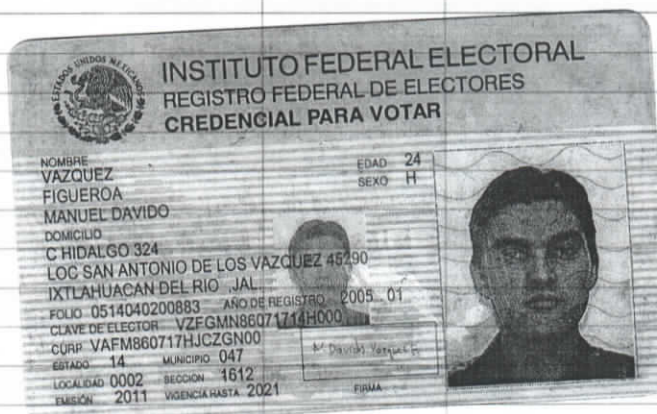 ESTADOS UNIDOS MEXICANOS
INSTITUTO FEDERAL ELECTORAL
REGISTRO FEDERAL DE ELECTORES
CREDENCIAL PARA VOTAR
NOMBRE
VAZQUEZ
FIGUEROA
MANUEL DAVIDO
EDAD 24
SEXO H
DOMICILIO
C HIDALGO 324
LOC SAN ANTONIO DE LOS VAZQUEZ 45290
IXTLAHUACAN DEL RIO ,JAL.
FOLIO 0514040200883 AÑO DE REGISTRO 2005 01
CLAVE DE ELECTOR VZFGMN86071714H000
CURP VAFM860717HJCZGN00
ESTADO 14 MUNICIPIO 047
LOCALIDAD 0002 SECCION 1612
EMISIÓN 2011 VIGENCIA HASTA 2021
FIRMA